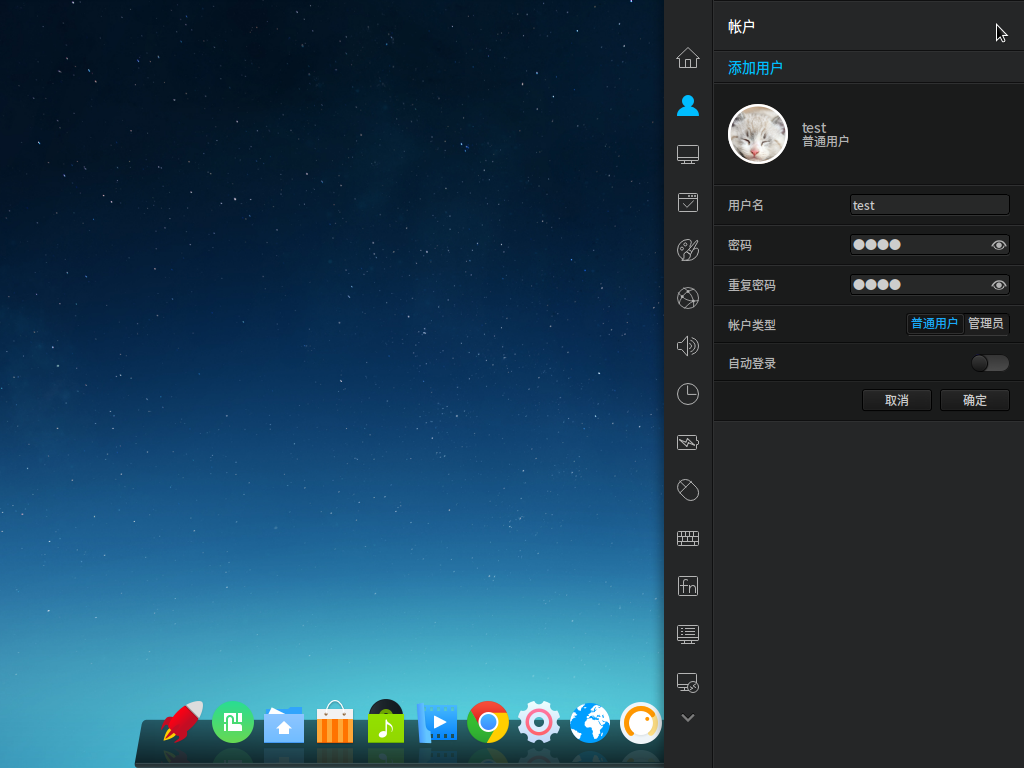 帐户
添加用户
test
普通用户
用户名 test
密码 ●●●●
重复密码 ●●●●
帐户类型 普通用户 管理员
自动登录
取消 确定
fn